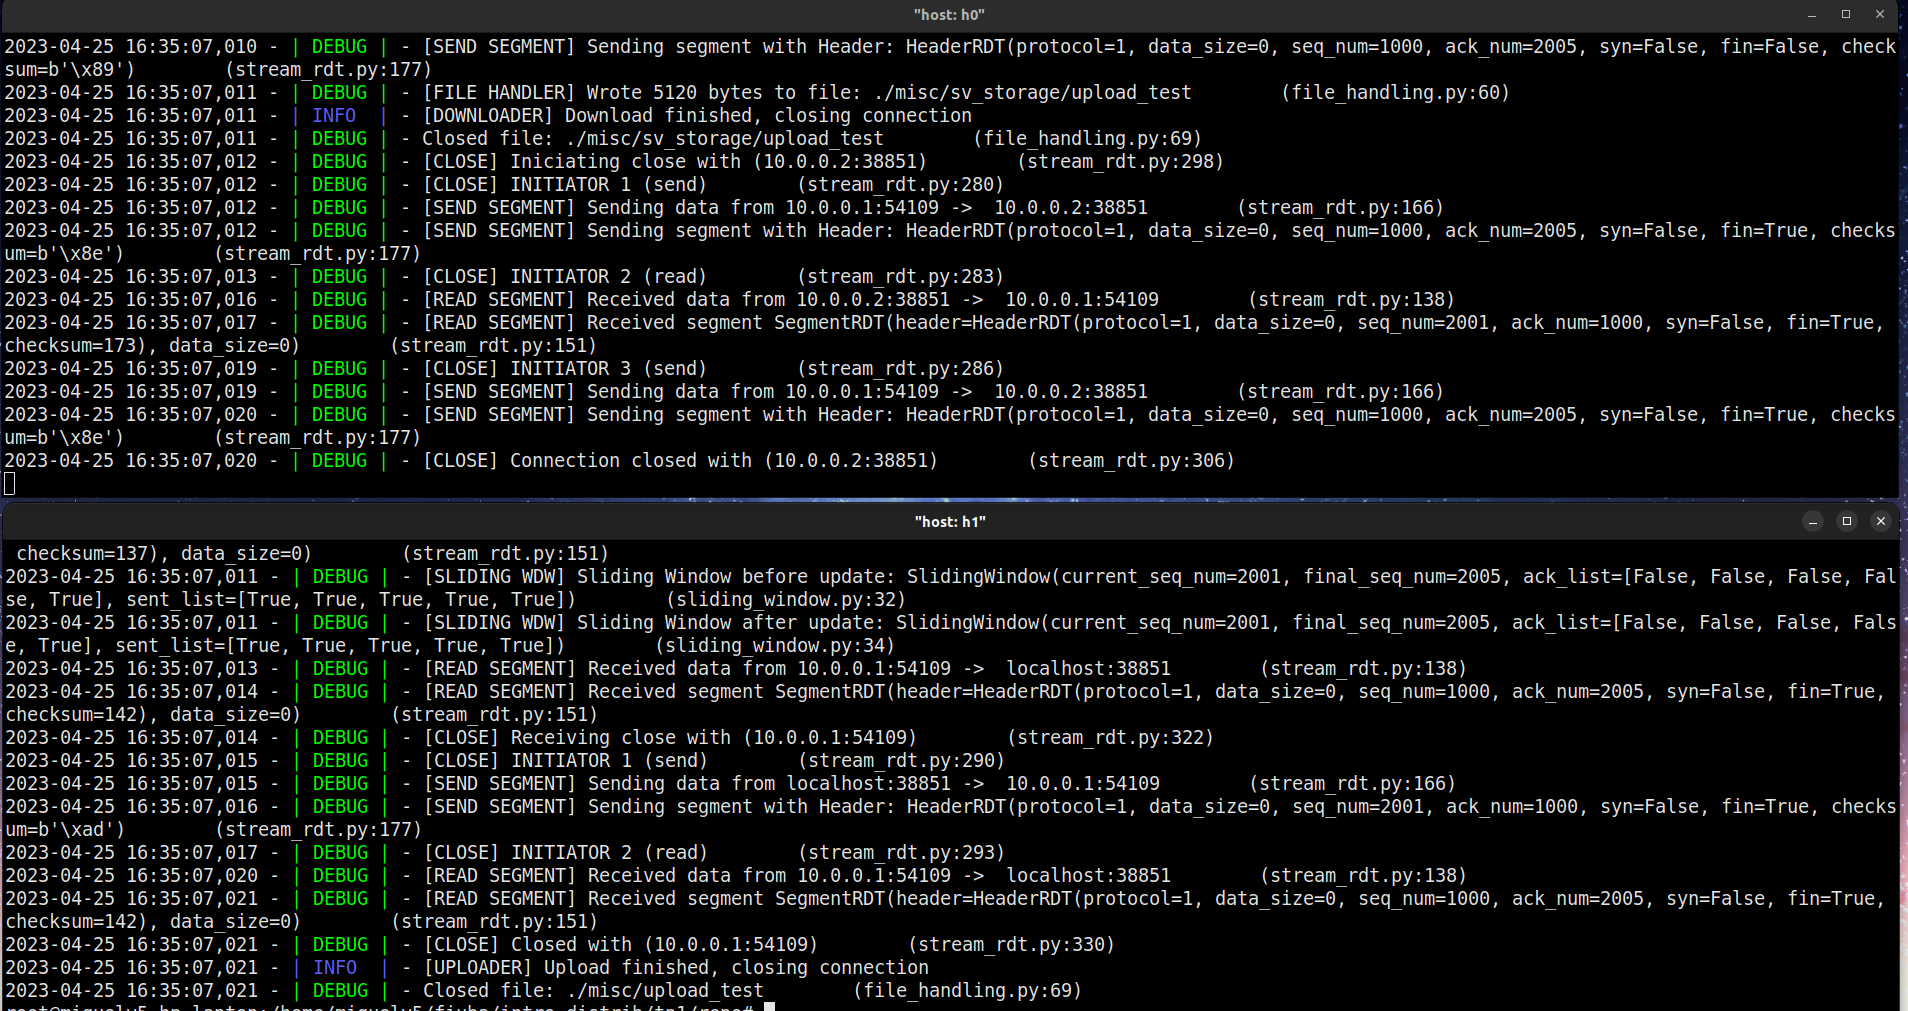 "host: h0"
2023-04-25 16:35:07,010 - | DEBUG | - [SEND SEGMENT] Sending segment with Header: HeaderRDT(protocol=1, data_size=0, seq_num=1000, ack_num=2005, syn=False, fin=False, check
sum=b'\x89')        (stream_rdt.py:177)
2023-04-25 16:35:07,011 - | DEBUG | - [FILE HANDLER] Wrote 5120 bytes to file: ./misc/sv_storage/upload_test        (file_handling.py:60)
2023-04-25 16:35:07,011 - | INFO  | - [DOWNLOADER] Download finished, closing connection
2023-04-25 16:35:07,011 - | DEBUG | - Closed file: ./misc/sv_storage/upload_test        (file_handling.py:69)
2023-04-25 16:35:07,012 - | DEBUG | - [CLOSE] Iniciating close with (10.0.0.2:38851)        (stream_rdt.py:298)
2023-04-25 16:35:07,012 - | DEBUG | - [CLOSE] INITIATOR 1 (send)        (stream_rdt.py:280)
2023-04-25 16:35:07,012 - | DEBUG | - [SEND SEGMENT] Sending data from 10.0.0.1:54109 ->  10.0.0.2:38851        (stream_rdt.py:166)
2023-04-25 16:35:07,012 - | DEBUG | - [SEND SEGMENT] Sending segment with Header: HeaderRDT(protocol=1, data_size=0, seq_num=1000, ack_num=2005, syn=False, fin=True, checks
um=b'\x8e')        (stream_rdt.py:177)
2023-04-25 16:35:07,013 - | DEBUG | - [CLOSE] INITIATOR 2 (read)        (stream_rdt.py:283)
2023-04-25 16:35:07,016 - | DEBUG | - [READ SEGMENT] Received data from 10.0.0.2:38851 ->  10.0.0.1:54109        (stream_rdt.py:138)
2023-04-25 16:35:07,017 - | DEBUG | - [READ SEGMENT] Received segment SegmentRDT(header=HeaderRDT(protocol=1, data_size=0, seq_num=2001, ack_num=1000, syn=False, fin=True,
checksum=173), data_size=0)        (stream_rdt.py:151)
2023-04-25 16:35:07,019 - | DEBUG | - [CLOSE] INITIATOR 3 (send)        (stream_rdt.py:286)
2023-04-25 16:35:07,019 - | DEBUG | - [SEND SEGMENT] Sending data from 10.0.0.1:54109 ->  10.0.0.2:38851        (stream_rdt.py:166)
2023-04-25 16:35:07,020 - | DEBUG | - [SEND SEGMENT] Sending segment with Header: HeaderRDT(protocol=1, data_size=0, seq_num=1000, ack_num=2005, syn=False, fin=True, checks
um=b'\x8e')        (stream_rdt.py:177)
2023-04-25 16:35:07,020 - | DEBUG | - [CLOSE] Connection closed with (10.0.0.2:38851)        (stream_rdt.py:306)
"host: h1"
checksum=137), data_size=0)        (stream_rdt.py:151)
2023-04-25 16:35:07,011 - | DEBUG | - [SLIDING WDW] Sliding Window before update: SlidingWindow(current_seq_num=2001, final_seq_num=2005, ack_list=[False, False, False, Fal
se, True], sent_list=[True, True, True, True, True])        (sliding_window.py:32)
2023-04-25 16:35:07,011 - | DEBUG | - [SLIDING WDW] Sliding Window after update: SlidingWindow(current_seq_num=2001, final_seq_num=2005, ack_list=[False, False, False, Fals
e, True], sent_list=[True, True, True, True, True])        (sliding_window.py:34)
2023-04-25 16:35:07,013 - | DEBUG | - [READ SEGMENT] Received data from 10.0.0.1:54109 ->  localhost:38851        (stream_rdt.py:138)
2023-04-25 16:35:07,014 - | DEBUG | - [READ SEGMENT] Received segment SegmentRDT(header=HeaderRDT(protocol=1, data_size=0, seq_num=1000, ack_num=2005, syn=False, fin=True,
checksum=142), data_size=0)        (stream_rdt.py:151)
2023-04-25 16:35:07,014 - | DEBUG | - [CLOSE] Receiving close with (10.0.0.1:54109)        (stream_rdt.py:322)
2023-04-25 16:35:07,015 - | DEBUG | - [CLOSE] INITIATOR 1 (send)        (stream_rdt.py:290)
2023-04-25 16:35:07,015 - | DEBUG | - [SEND SEGMENT] Sending data from localhost:38851 ->  10.0.0.1:54109        (stream_rdt.py:166)
2023-04-25 16:35:07,016 - | DEBUG | - [SEND SEGMENT] Sending segment with Header: HeaderRDT(protocol=1, data_size=0, seq_num=2001, ack_num=1000, syn=False, fin=True, checks
um=b'\xad')        (stream_rdt.py:177)
2023-04-25 16:35:07,017 - | DEBUG | - [CLOSE] INITIATOR 2 (read)        (stream_rdt.py:293)
2023-04-25 16:35:07,020 - | DEBUG | - [READ SEGMENT] Received data from 10.0.0.1:54109 ->  localhost:38851        (stream_rdt.py:138)
2023-04-25 16:35:07,021 - | DEBUG | - [READ SEGMENT] Received segment SegmentRDT(header=HeaderRDT(protocol=1, data_size=0, seq_num=1000, ack_num=2005, syn=False, fin=True,
checksum=142), data_size=0)        (stream_rdt.py:151)
2023-04-25 16:35:07,021 - | DEBUG | - [CLOSE] Closed with (10.0.0.1:54109)        (stream_rdt.py:330)
2023-04-25 16:35:07,021 - | INFO  | - [UPLOADER] Upload finished, closing connection
2023-04-25 16:35:07,021 - | DEBUG | - Closed file: ./misc/upload_test        (file_handling.py:69)